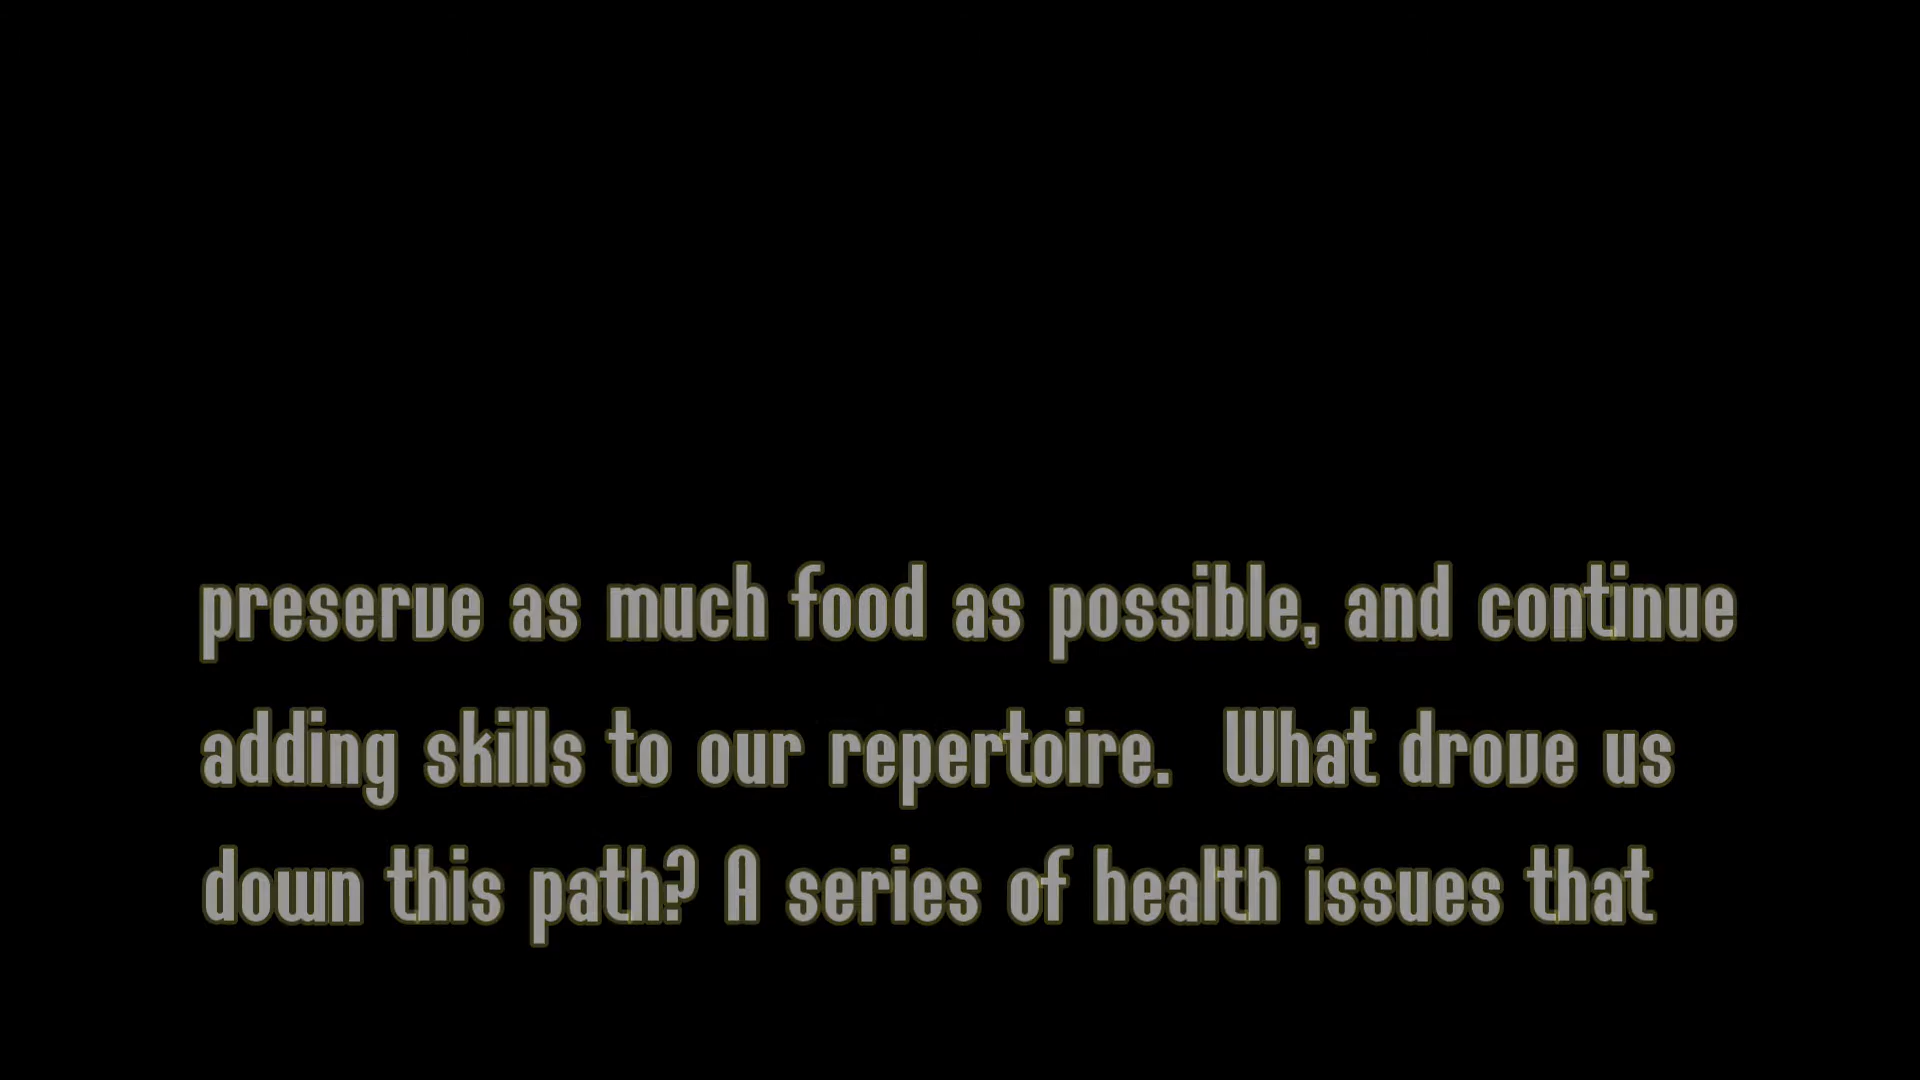 preserve as much food as possible, and continue
adding skills to our repertoire.  What drove us
down this path? A series of health issues that